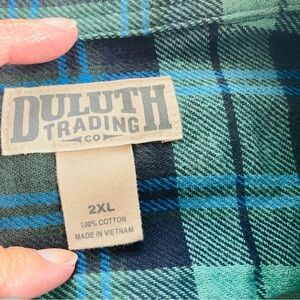 DULUTH
TRADING
CO
2XL
100% COTTON
MADE IN VIETNAM